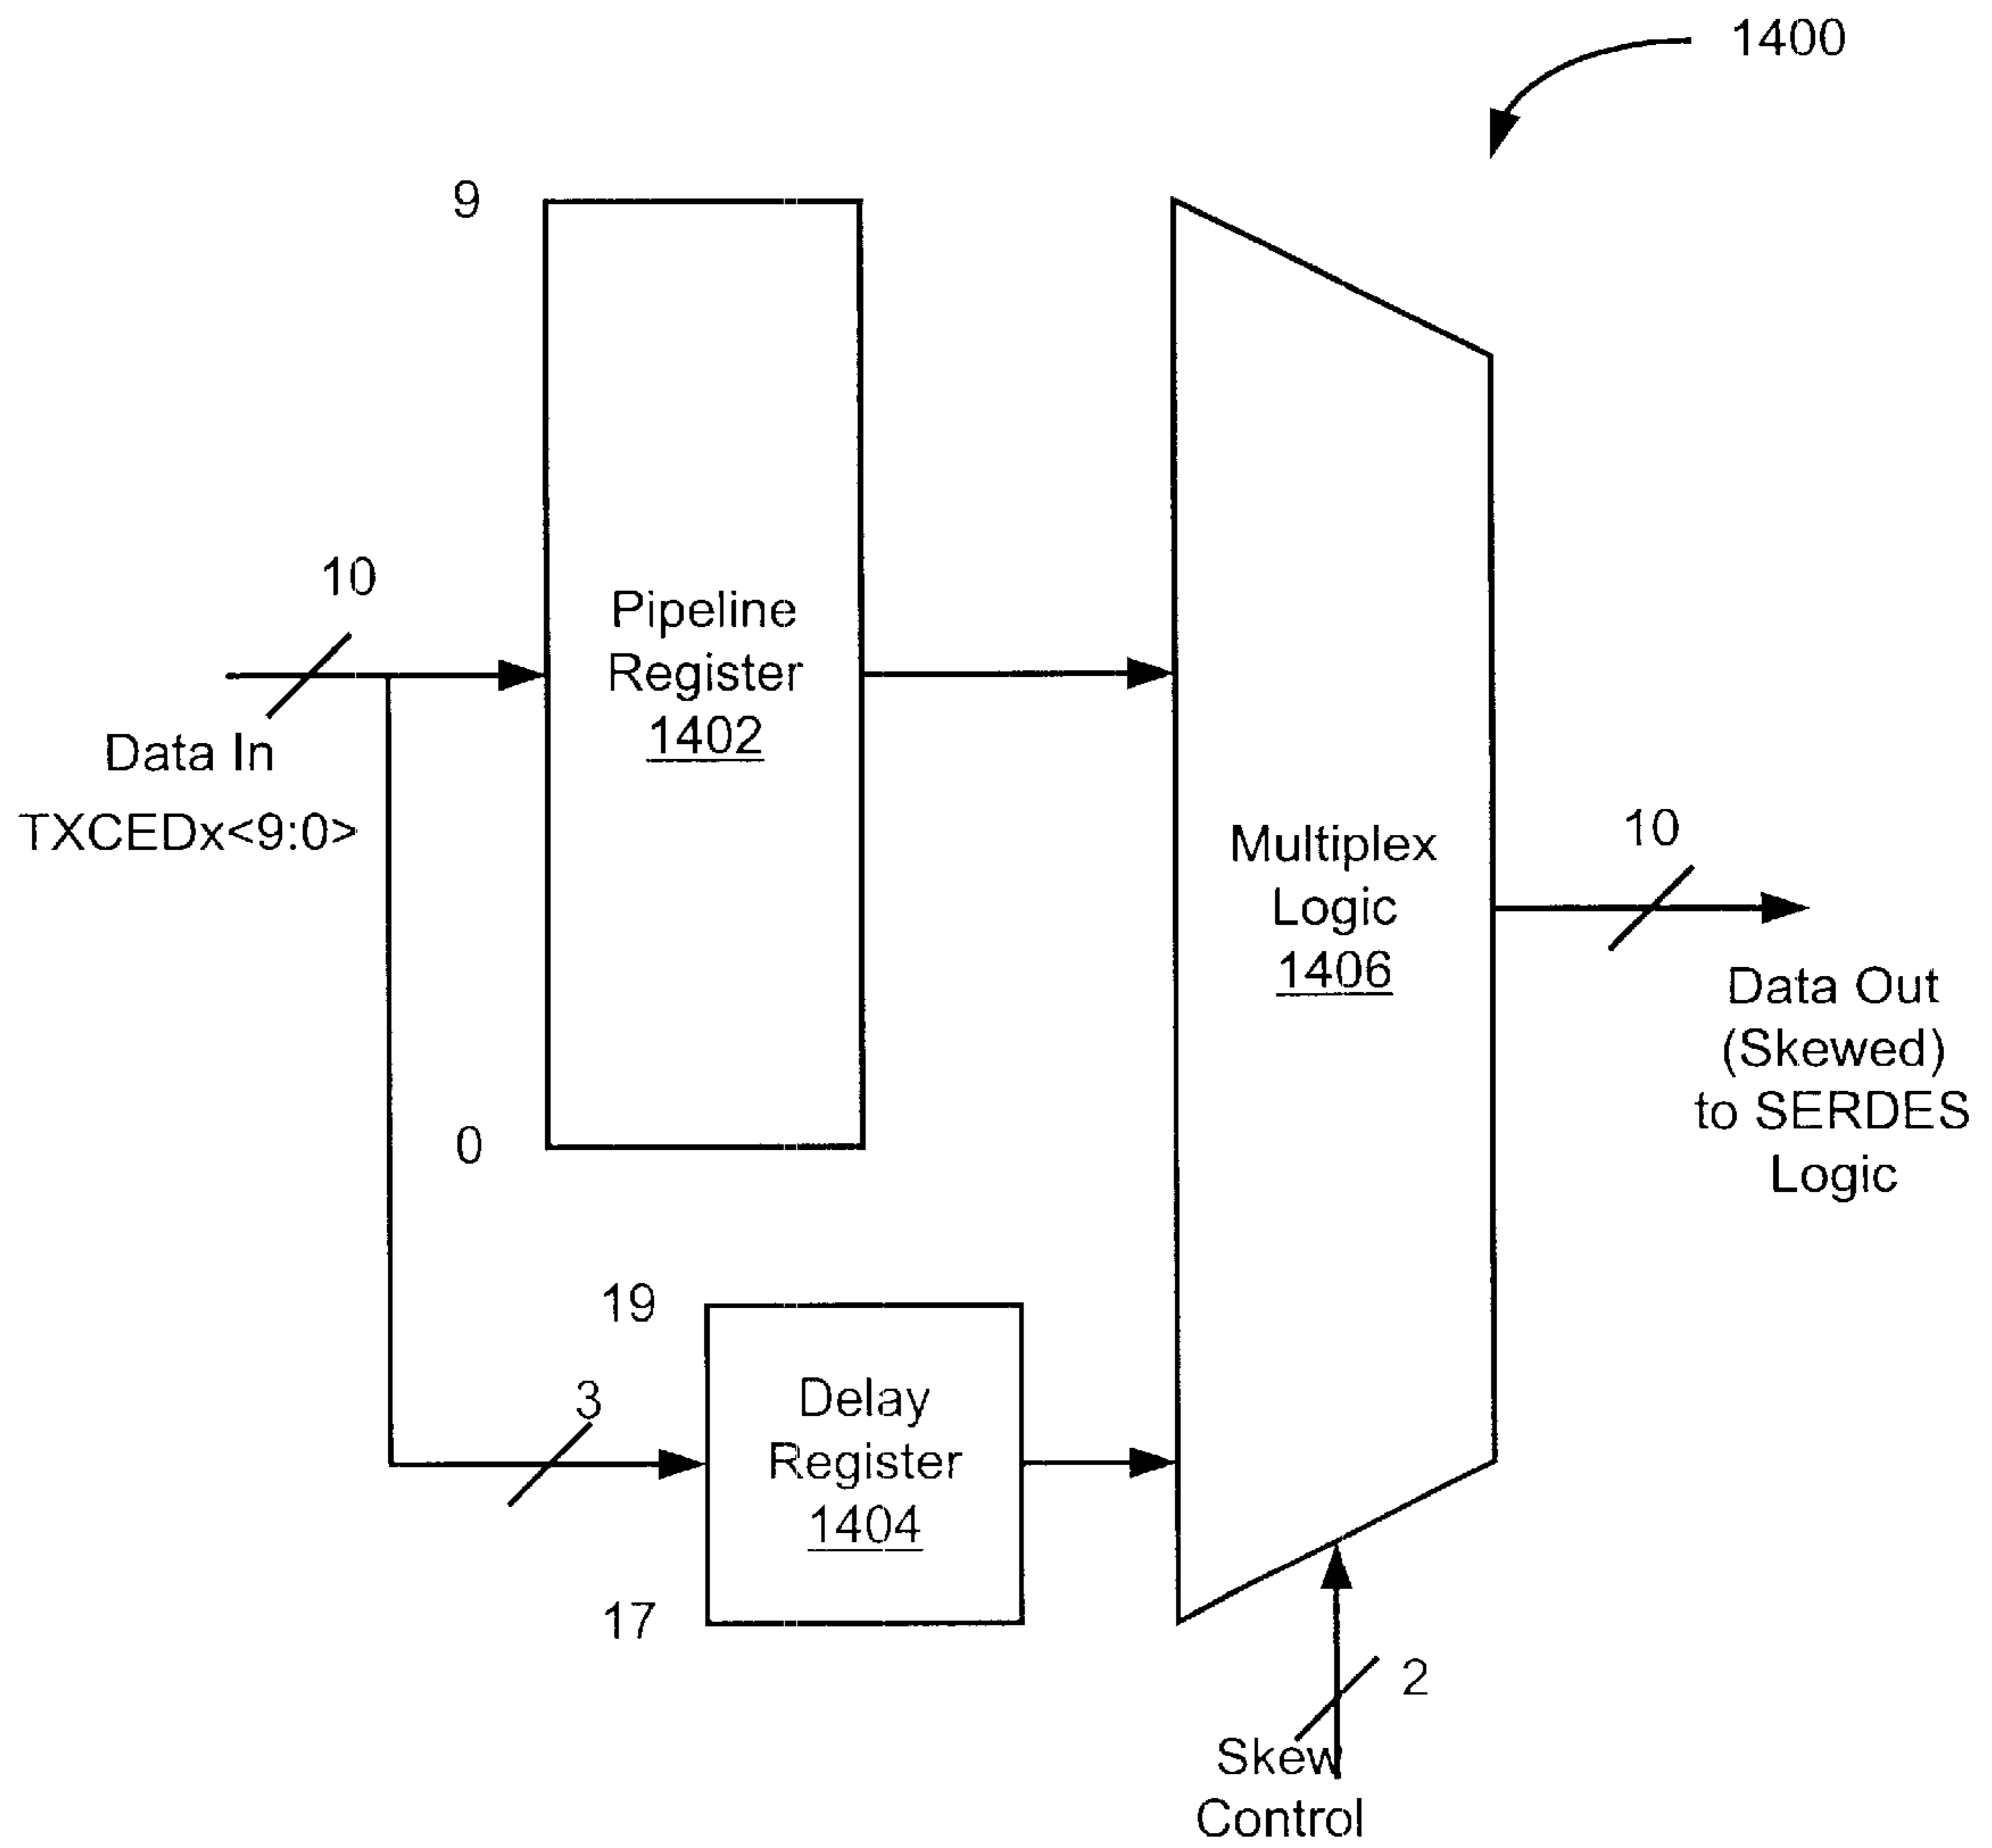 1400
9
10
Pipeline
Register
1402
Data In
TXCEDx<9:0>
10
Multiplex
Logic
1406
Data Out
(Skewed)
to SERDES
Logic
0
19
3
Delay
Register
1404
17
2
Skew
Control